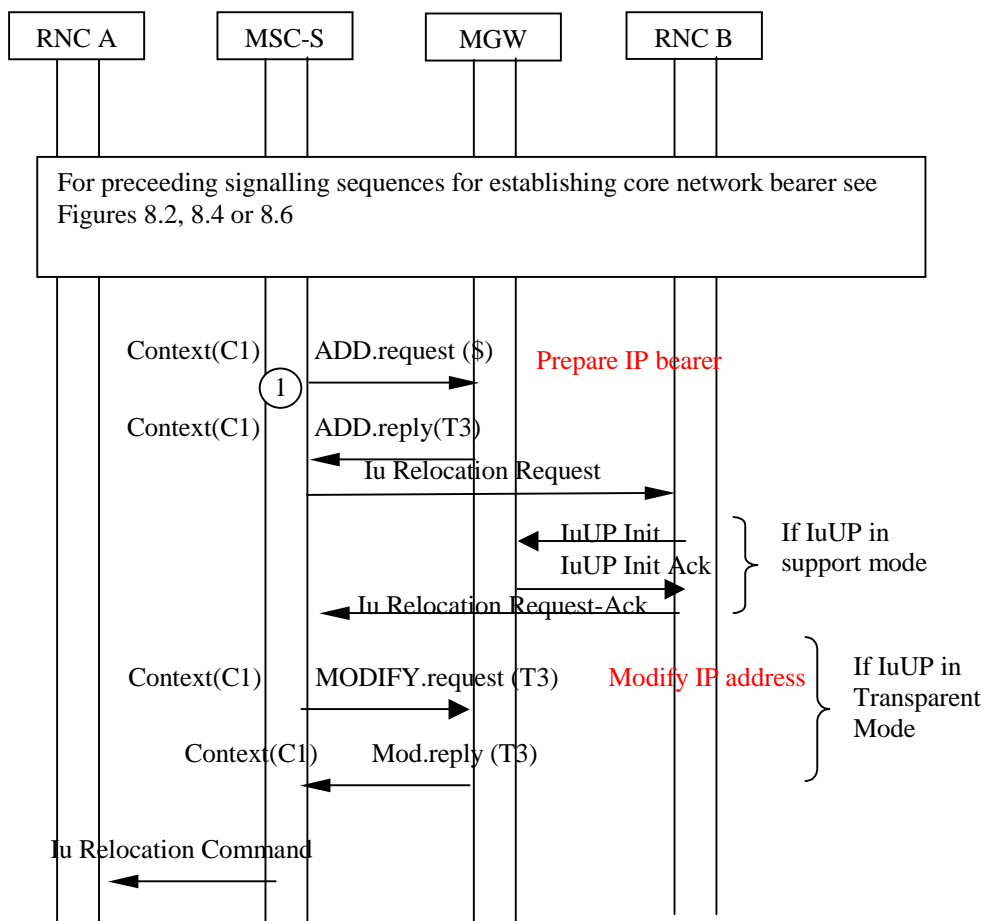 RNC A
MSC-S
MGW
RNC B
For preceeding signalling sequences for establishing core network bearer see
Figures 8.2, 8.4 or 8.6
Context(C1)
ADD.request ($)
Prepare IP bearer
1
Context(C1)
ADD.reply(T3)
Iu Relocation Request
IuUP Init
IuUP Init Ack
If IuUP in
support mode
Iu Relocation Request-Ack
Context(C1)
MODIFY.request (T3)
Modify IP address
If IuUP in
Transparent
Mode
Context(C1)
Mod.reply (T3)
Iu Relocation Command